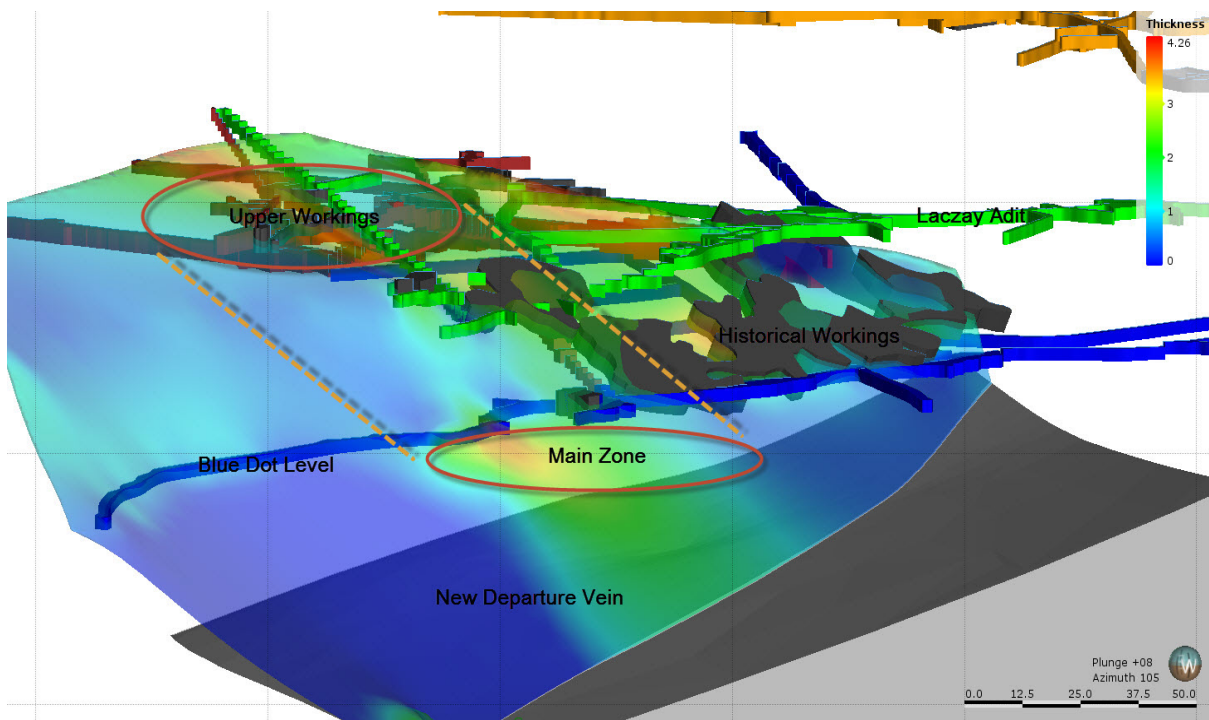 Thickness
4.26
3
2
1
0
Upper Workings
Laczay Adit
Historical Workings
Blue Dot Level
Main Zone
New Departure Vein
Plunge +08
Azimuth 105
W
0.0 12.5 25.0 37.5 50.0